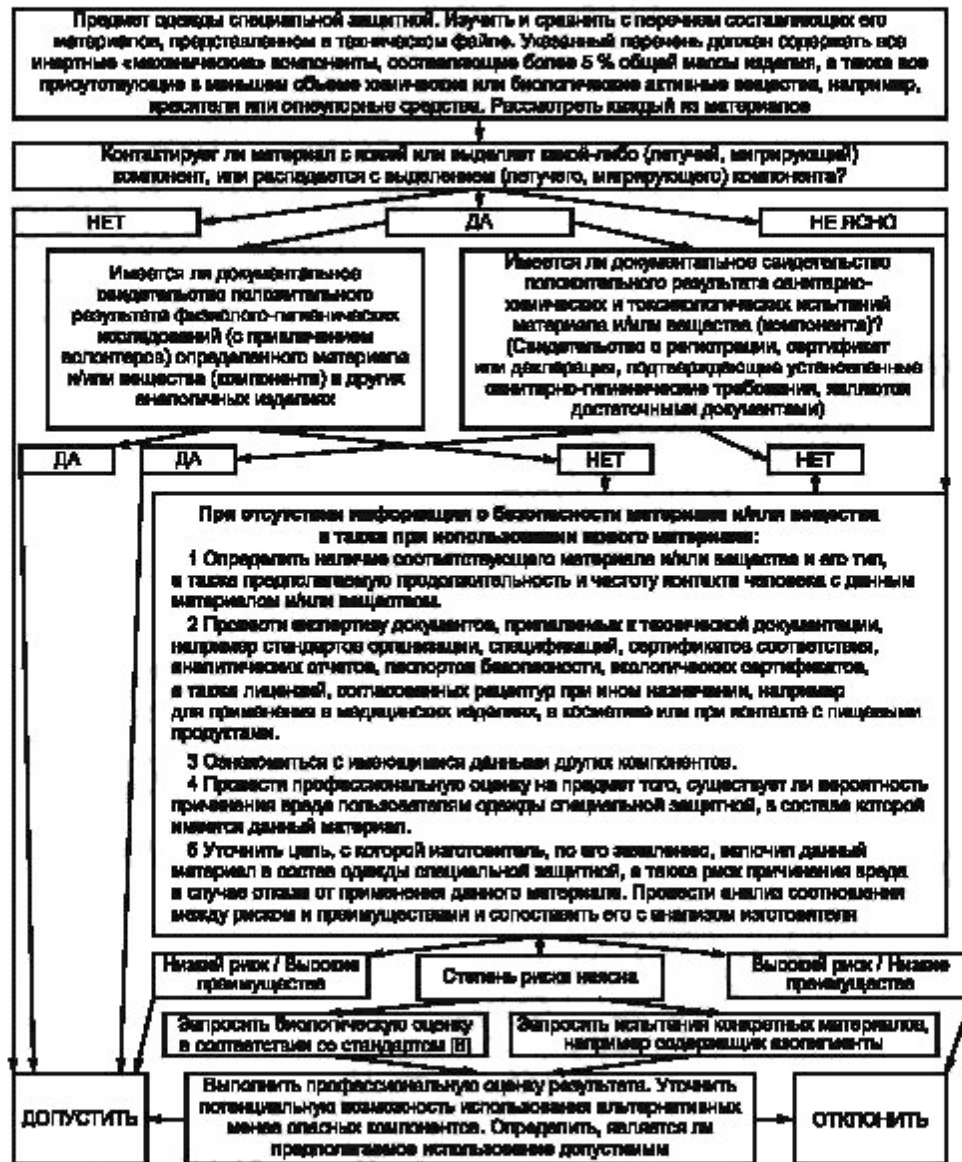 Предмет одежды специальной защитной. Изучить и сравнить с перечнем составляющих его
материалов, представленном в техническом файле. Указанный перечень должен содержать все
инертные «механические» компоненты, составляющие более 5 % общей массы изделия, а также все
присутствующие в меньшем объеме химические или биологические активные вещества, например,
красители или огнеупорные средства. Рассмотреть каждый из материалов
Контактирует ли материал с кожей или выделяет какой-либо (летучий, мигрирующий)
компонент, или распадается с выделением (летучего, мигрирующего) компонента?
НЕТ
ДА
НЕ ЯСНО
Имеется ли документальное
свидетельство положительного
результата физиолого-гигиенических
исследований (с привлечением
волонтеров) определенного материала
и/или вещества (компонента) в других
аналогичных изделиях
Имеется ли документальное свидетельство
положительного результата санитарно-
химических и токсикологических испытаний
материала и/или вещества (компонента)?
(Свидетельство о регистрации, сертификат
или декларация, подтверждающие установленные
санитарно-гигиенические требования, являются
достаточными документами)
ДА
ДА
НЕТ
НЕТ
При отсутствии информации о безопасности материала и/или вещества
а также при использовании нового материала:
1 Определить наличие соответствующего материала и/или вещества и его тип,
а также предполагаемую продолжительность и частоту контакта человека с данным
материалом и/или веществом.
2 Провести экспертизу документов, прилагаемых к технической документации,
например стандартов организации, спецификаций, сертификатов соответствия,
аналитических отчетов, паспортов безопасности, экологических сертификатов,
а также лицензий, согласованных рецептур при ином назначении, например
для применения в медицинских изделиях, в косметике или при контакте с пищевыми
продуктами.
3 Ознакомиться с имеющимися данными других компонентов.
4 Провести профессиональную оценку на предмет того, существует ли вероятность
причинения вреда пользователям одежды специальной защитной, в составе которой
имеется данный материал.
5 Уточнить цель, с которой изготовитель, по его заявлению, включил данный
материал в состав одежды специальной защитной, а также риск причинения вреда
в случае отказа от применения данного материала. Провести анализ соотношения
между риском и преимуществами и сопоставить его с анализом изготовителя
Низкий риск / Высокие
преимущества
Степень риска неясна
Высокий риск / Низкие
преимущества
Запросить биологическую оценку
в соответствии со стандартом [8]
Запросить испытания конкретных материалов,
например содержащих азопигменты
ДОПУСТИТЬ
Выполнить профессиональную оценку результата. Уточнить
потенциальную возможность использования альтернативных
менее опасных компонентов. Определить, является ли
предполагаемое использование допустимым
ОТКЛОНИТЬ